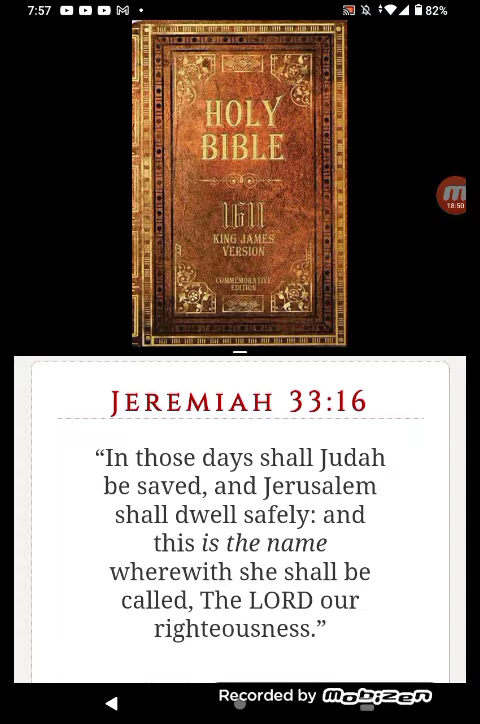 7:57
82%
HOLY
BIBLE
1611
KING JAMES
VERSION
COMMEMORATIVE
EDITION
18:50
JEREMIAH 33:16
“In those days shall Judah
be saved, and Jerusalem
shall dwell safely: and
this is the name
wherewith she shall be
called, The LORD our
righteousness.”
Recorded by Mobizen